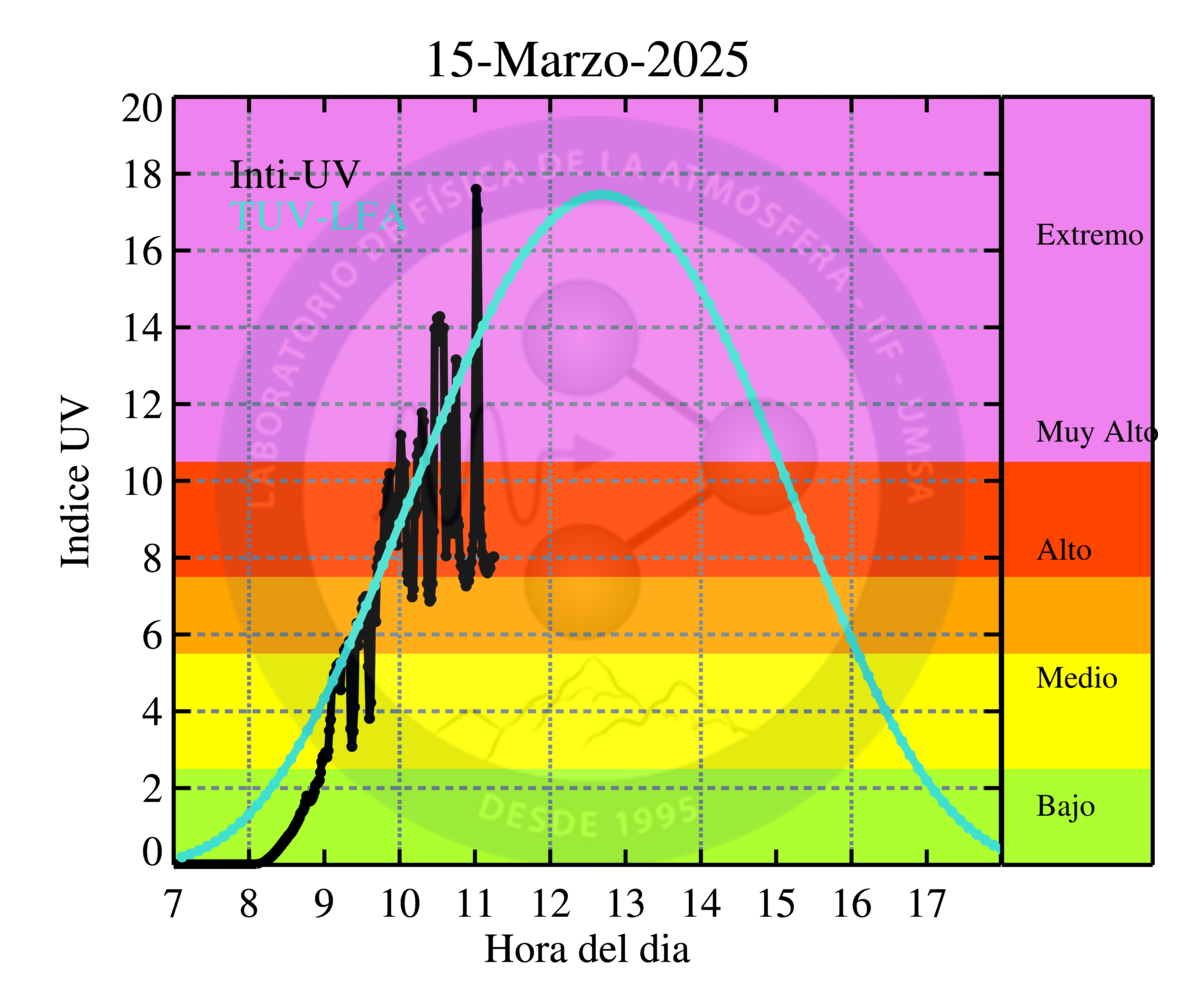 15-Marzo-2025
Indice UV
20
18
16
14
12
10
8
6
4
2
0
Inti-UV
TUV-LFA
LABORATORIO DE FÍSICA DE LA ATMÓSFERA - IIF - UMSA
DESDE 1995
Extremo
Muy Alto
Alto
Medio
Bajo
7 8 9 10 11 12 13 14 15 16 17
Hora del dia